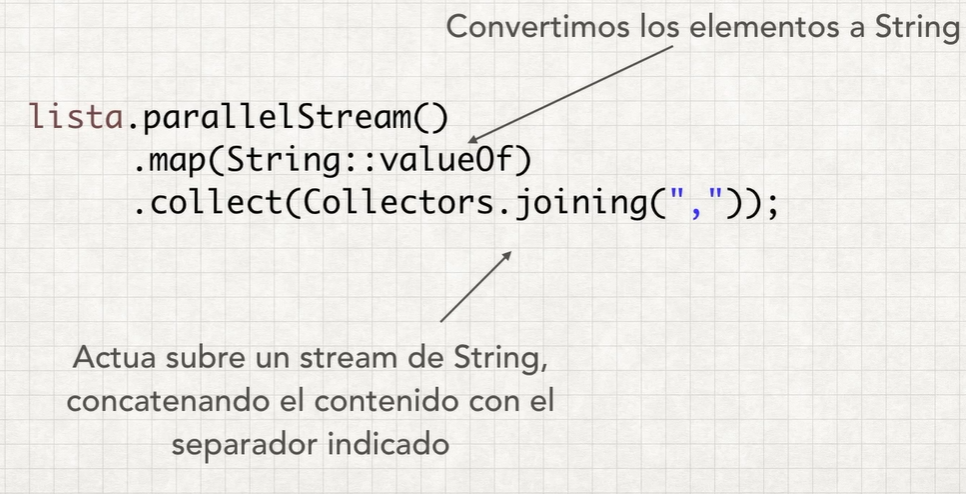 Convertimos los elementos a String
lista.parallelStream()
.map(String::valueOf)
.collect(Collectors.joining(","));
Actua subre un stream de String,
concatenando el contenido con el
separador indicado